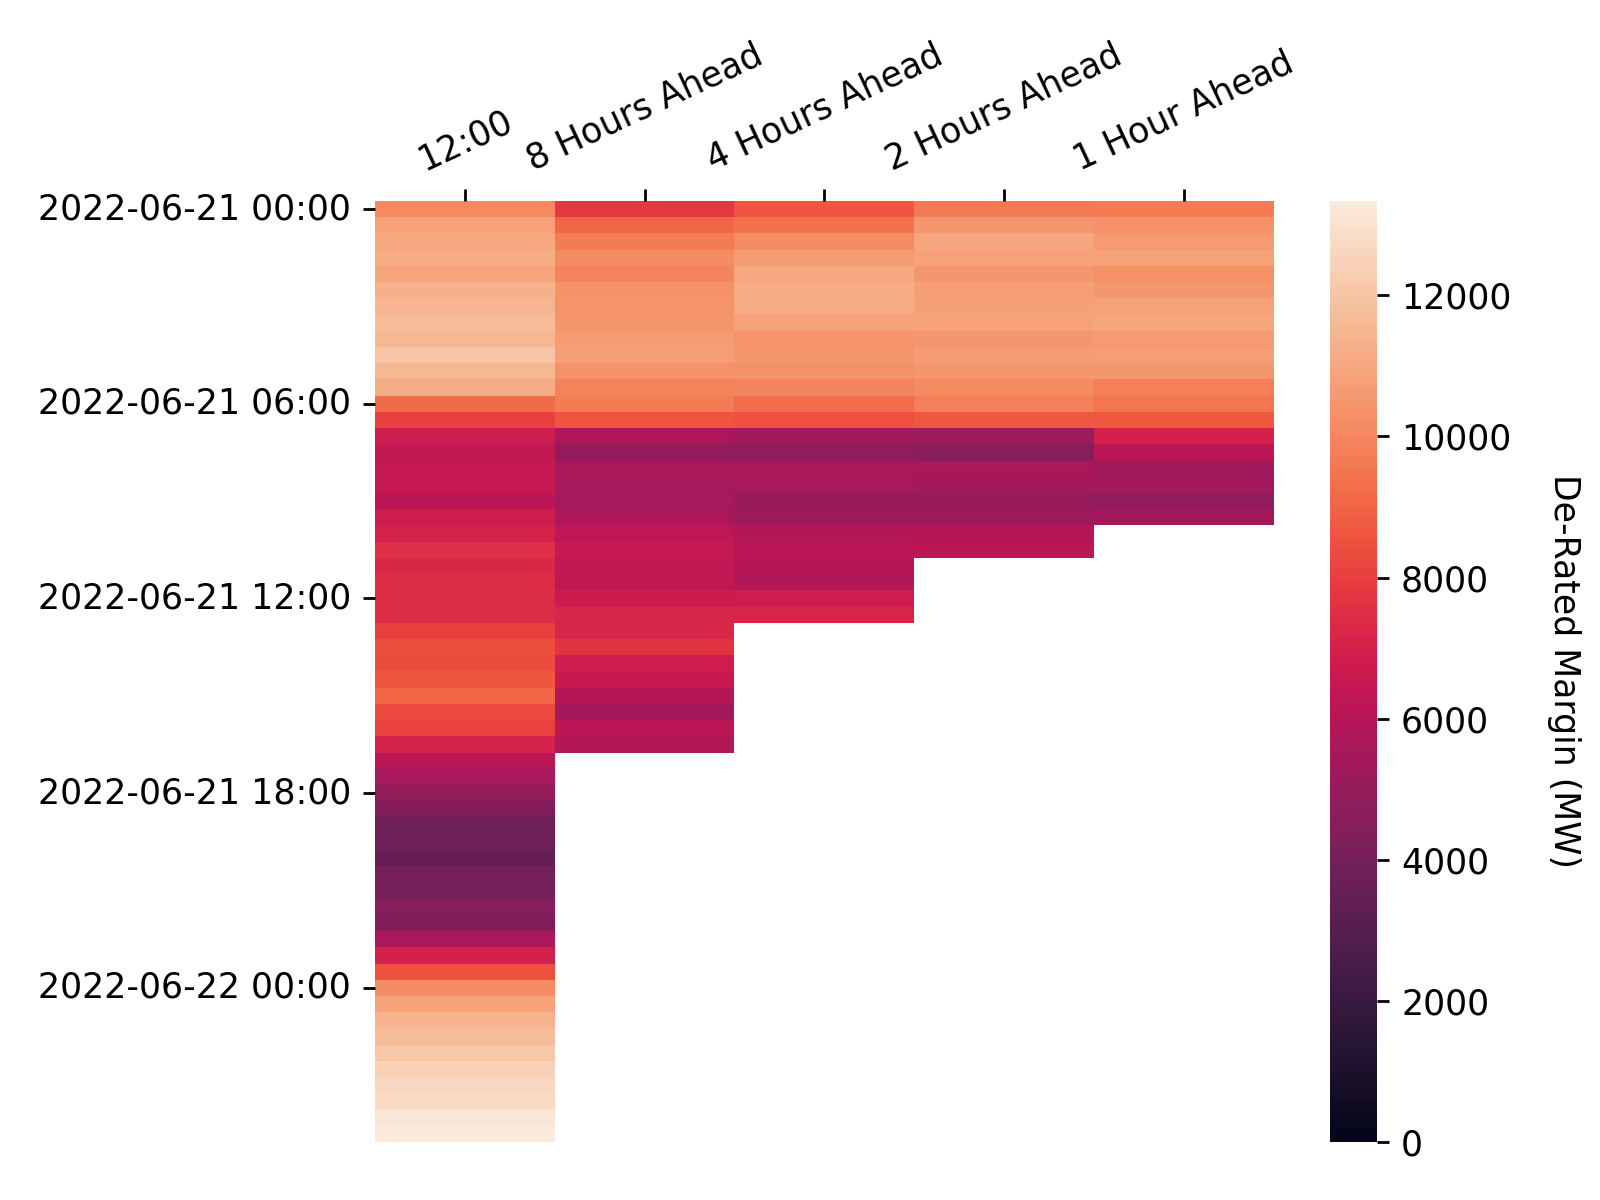 12:00
8 Hours Ahead
4 Hours Ahead
2 Hours Ahead
1 Hour Ahead
2022-06-21 00:00
2022-06-21 06:00
2022-06-21 12:00
2022-06-21 18:00
2022-06-22 00:00
12000
10000
8000
6000
4000
2000
0
De-Rated Margin (MW)